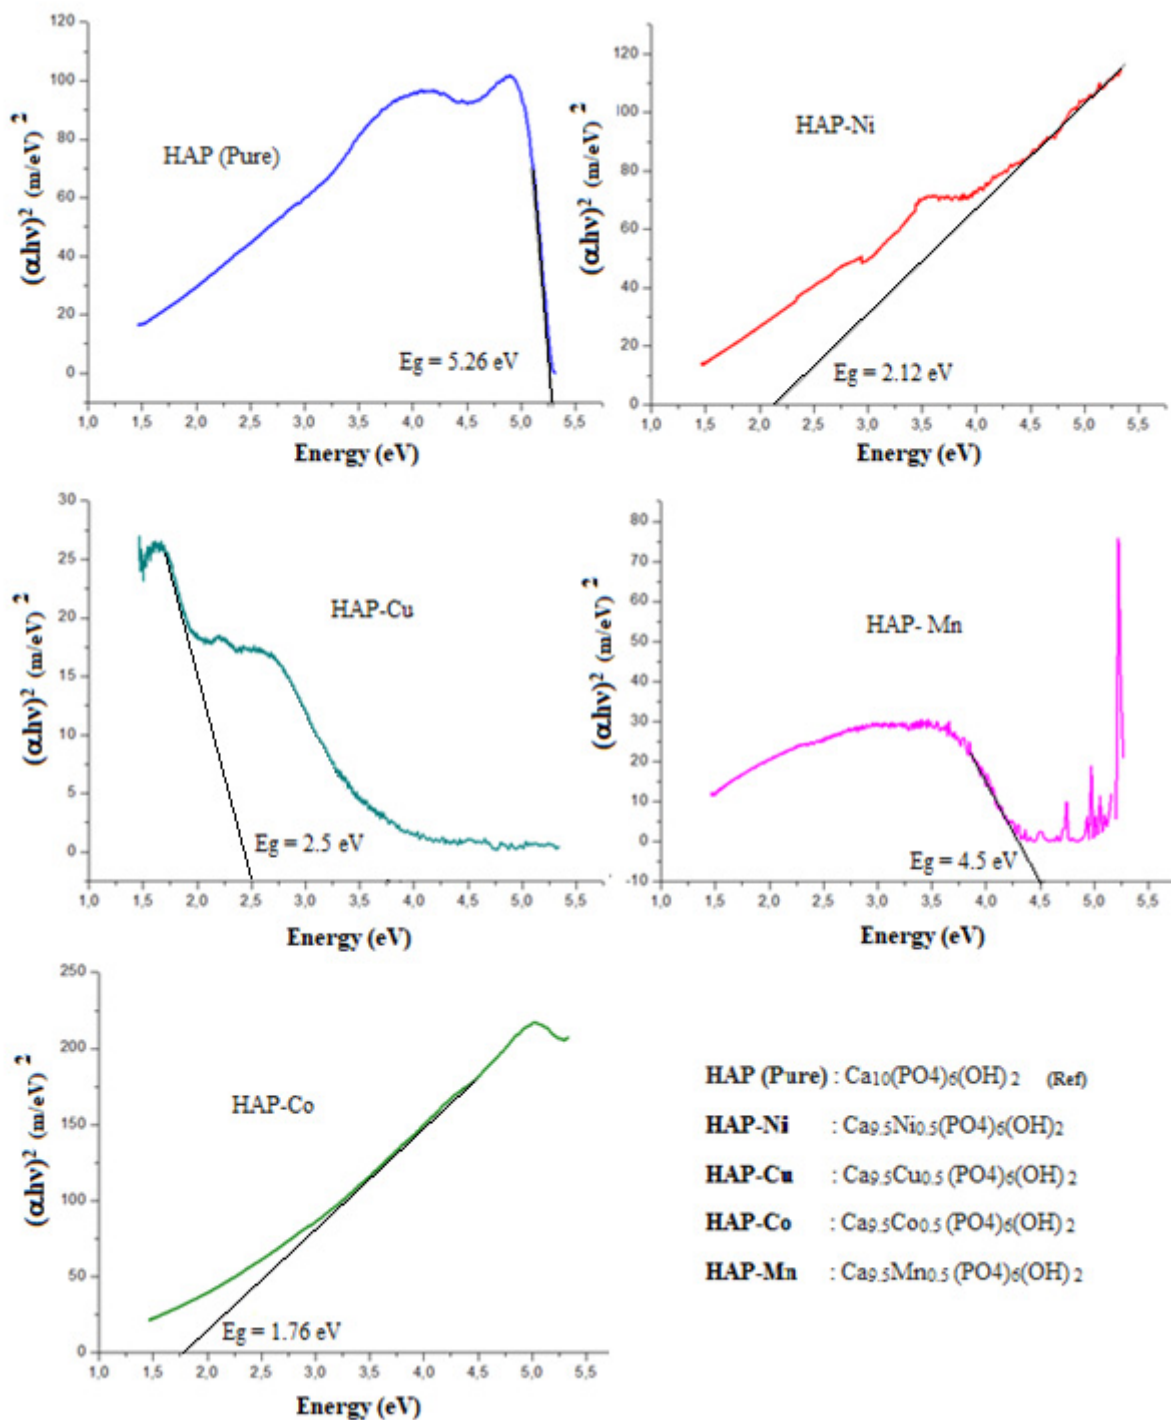 120
100
80
60
40
20
0
(αhν)² (m/eV)²
HAP (Pure)
Eg = 5.26 eV
1,0 1,5 2,0 2,5 3,0 3,5 4,0 4,5 5,0 5,5
Energy (eV)
120
100
80
60
40
20
0
(αhν)² (m/eV)²
HAP-Ni
Eg = 2.12 eV
1,0 1,5 2,0 2,5 3,0 3,5 4,0 4,5 5,0 5,5
Energy (eV)
30
25
20
15
10
5
0
(αhν)² (m/eV)²
HAP-Cu
Eg = 2.5 eV
1,0 1,5 2,0 2,5 3,0 3,5 4,0 4,5 5,0 5,5
Energy (eV)
80
70
60
50
40
30
20
10
0
-10
(αhν)² (m/eV)²
HAP- Mn
Eg = 4.5 eV
1,0 1,5 2,0 2,5 3,0 3,5 4,0 4,5 5,0 5,5
Energy (eV)
250
200
150
100
50
0
(αhν)² (m/eV)²
HAP-Co
Eg = 1.76 eV
1,0 1,5 2,0 2,5 3,0 3,5 4,0 4,5 5,0 5,5
Energy (eV)
HAP (Pure) : Ca10(PO4)6(OH) 2 (Ref)
HAP-Ni : Ca9.5Ni0.5(PO4)6(OH)2
HAP-Cu : Ca9.5Cu0.5 (PO4)6(OH) 2
HAP-Co : Ca9.5Co0.5 (PO4)6(OH) 2
HAP-Mn : Ca9.5Mn0.5 (PO4)6(OH) 2